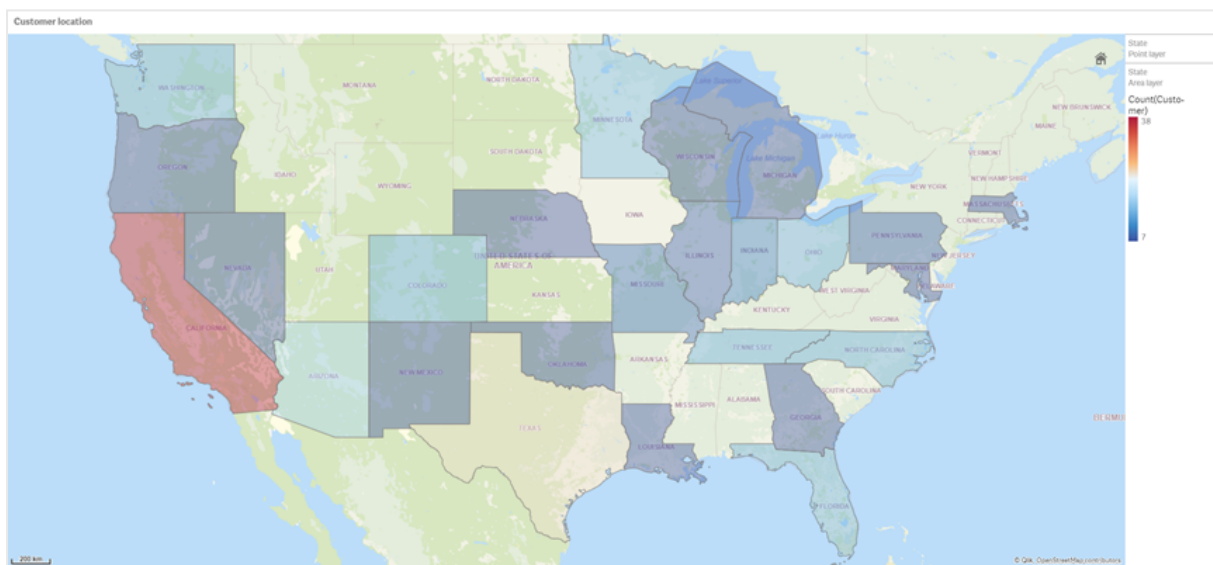 Customer location
State
Point layer
State
Area layer
Count(Custo-
mer)
38
7
WASHINGTON
MONTANA
NORTH DAKOTA
MINNESOTA
Lake Superior
NEW BRUNSWICK
MAINE
OREGON
IDAHO
SOUTH DAKOTA
WISCONSIN
Lake Michigan
Lake Huron
MICHIGAN
VERMONT
NEW HAMPSHIRE
NEW YORK
WYOMING
MASSACHUSETTS
CONNECTICUT
IOWA
NEBRASKA
PENNSYLVANIA
NEVADA
UTAH
UNITED STATES OF
AMERICA
COLORADO
ILLINOIS
INDIANA
OHIO
NEW JERSEY
MARYLAND
DELAWARE
KANSAS
MISSOURI
WEST VIRGINIA
KENTUCKY
VIRGINIA
CALIFORNIA
TENNESSEE
NORTH CAROLINA
ARIZONA
NEW MEXICO
OKLAHOMA
ARKANSAS
SOUTH CAROLINA
MISSISSIPPI
ALABAMA
GEORGIA
BERMU
TEXAS
LOUISIANA
FLORIDA
200 km
© Qlik, OpenStreetMap contributors